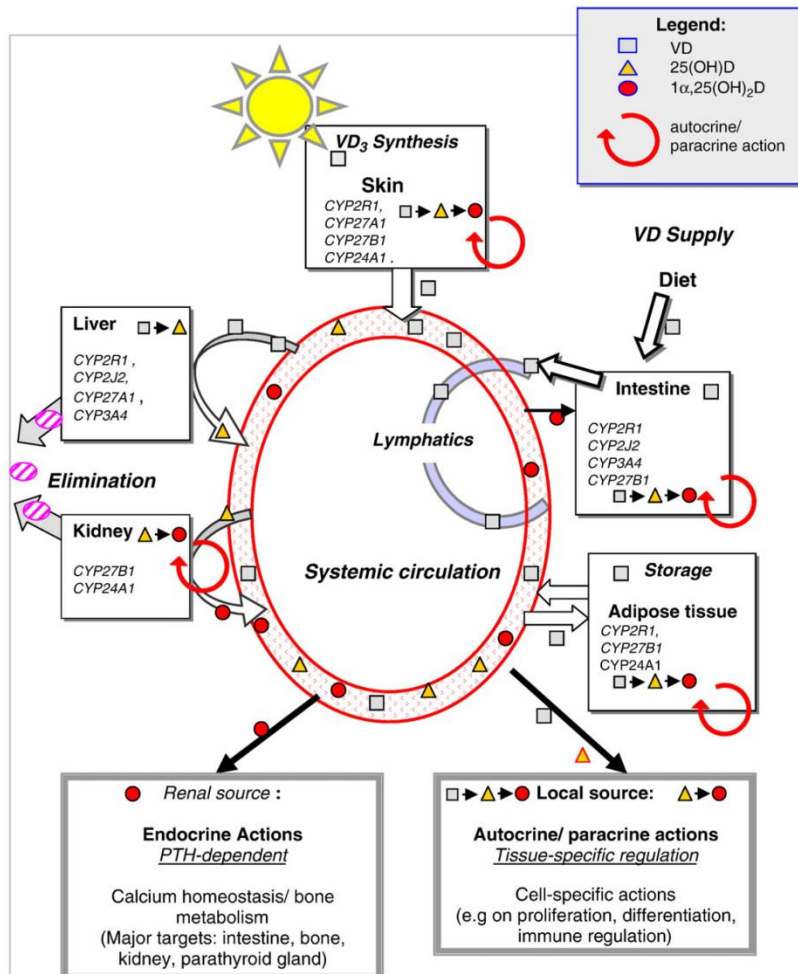 Legend:
VD
25(OH)D
1α,25(OH)₂D
autocrine/
paracrine action
VD₃ Synthesis
Skin
CYP2R1,
CYP27A1
CYP27B1
CYP24A1 .
VD Supply
Diet
Liver
CYP2R1 ,
CYP2J2,
CYP27A1 ,
CYP3A4
Intestine
CYP2R1
CYP2J2
CYP3A4
CYP27B1
Lymphatics
Elimination
Kidney
CYP27B1
CYP24A1
Systemic circulation
Storage
Adipose tissue
CYP2R1,
CYP27B1
CYP24A1
Renal source :
Endocrine Actions
PTH-dependent
Calcium homeostasis/ bone
metabolism
(Major targets: intestine, bone,
kidney, parathyroid gland)
Local source:
Autocrine/ paracrine actions
Tissue-specific regulation
Cell-specific actions
(e.g on proliferation, differentiation,
immune regulation)